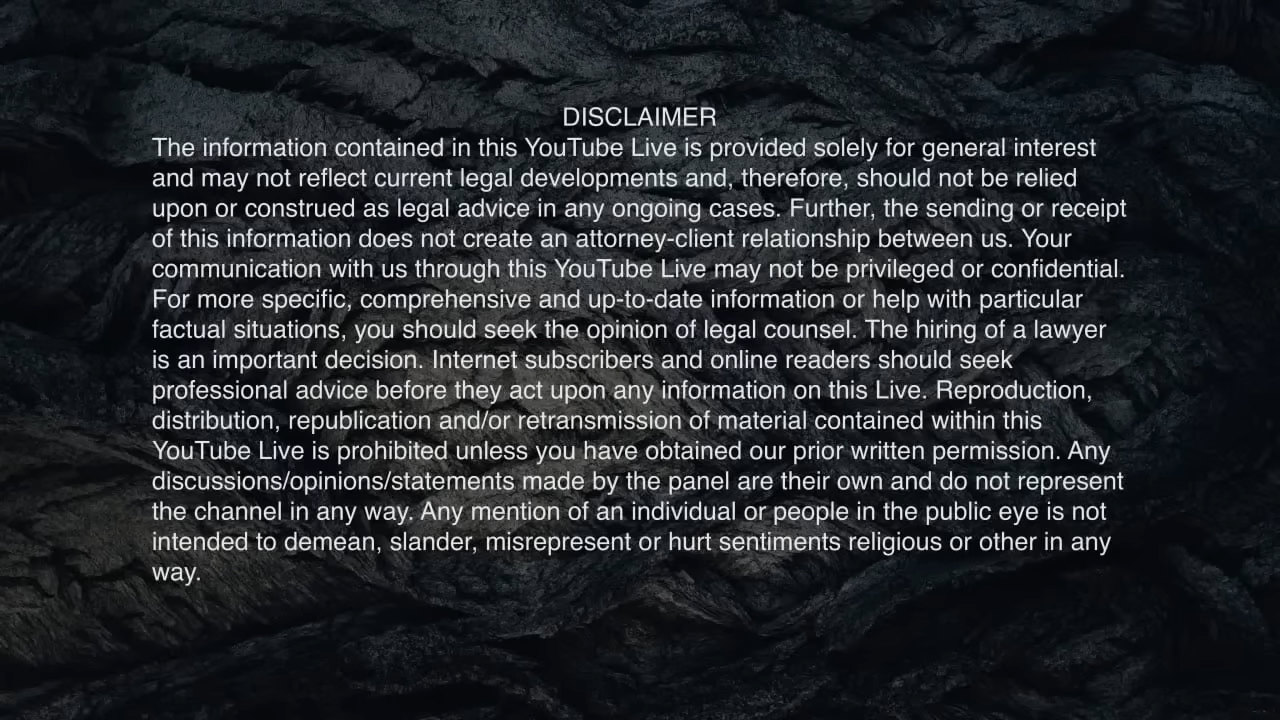 DISCLAIMER
The information contained in this YouTube Live is provided solely for general interest
and may not reflect current legal developments and, therefore, should not be relied
upon or construed as legal advice in any ongoing cases. Further, the sending or receipt
of this information does not create an attorney-client relationship between us. Your
communication with us through this YouTube Live may not be privileged or confidential.
For more specific, comprehensive and up-to-date information or help with particular
factual situations, you should seek the opinion of legal counsel. The hiring of a lawyer
is an important decision. Internet subscribers and online readers should seek
professional advice before they act upon any information on this Live. Reproduction,
distribution, republication and/or retransmission of material contained within this
YouTube Live is prohibited unless you have obtained our prior written permission. Any
discussions/opinions/statements made by the panel are their own and do not represent
the channel in any way. Any mention of an individual or people in the public eye is not
intended to demean, slander, misrepresent or hurt sentiments religious or other in any
way.